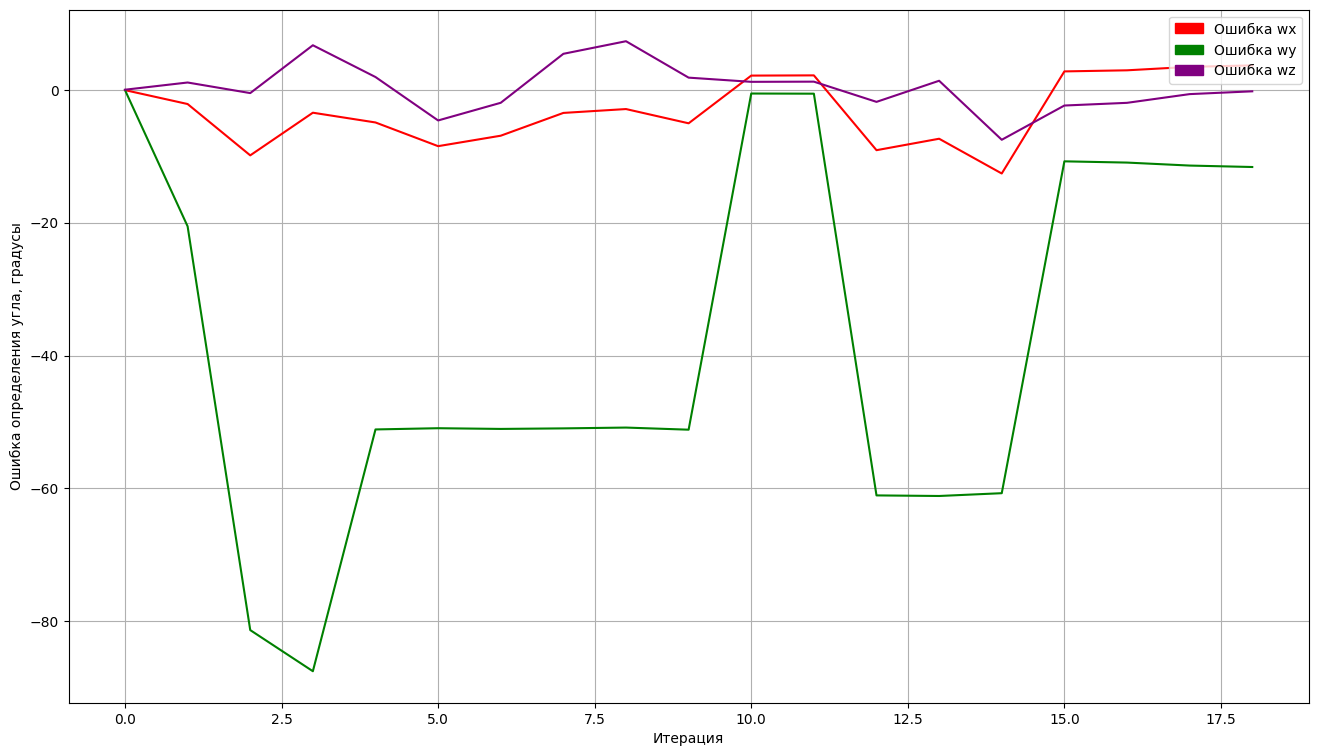 Ошибка wx
Ошибка wy
Ошибка wz
Ошибка определения угла, градусы
0
−20
−40
−60
−80
0.0 2.5 5.0 7.5 10.0 12.5 15.0 17.5
Итерация